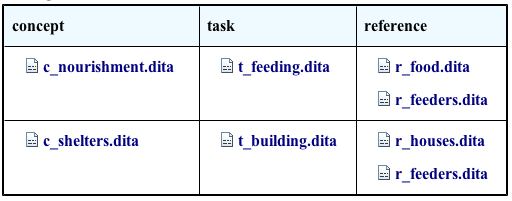 concept task reference
c_nourishment.dita t_feeding.dita r_food.dita
r_feeders.dita
c_shelters.dita t_building.dita r_houses.dita
r_feeders.dita